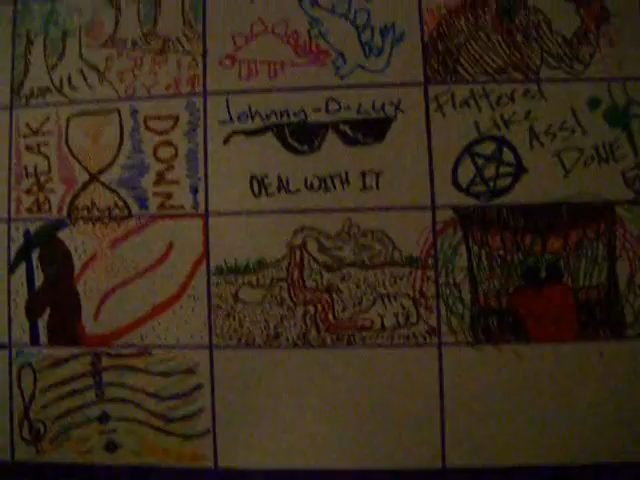 BREAK
DOWN
Johnny-D-Lux
DEAL WITH IT
Flattered
Like
Ass!
DONE